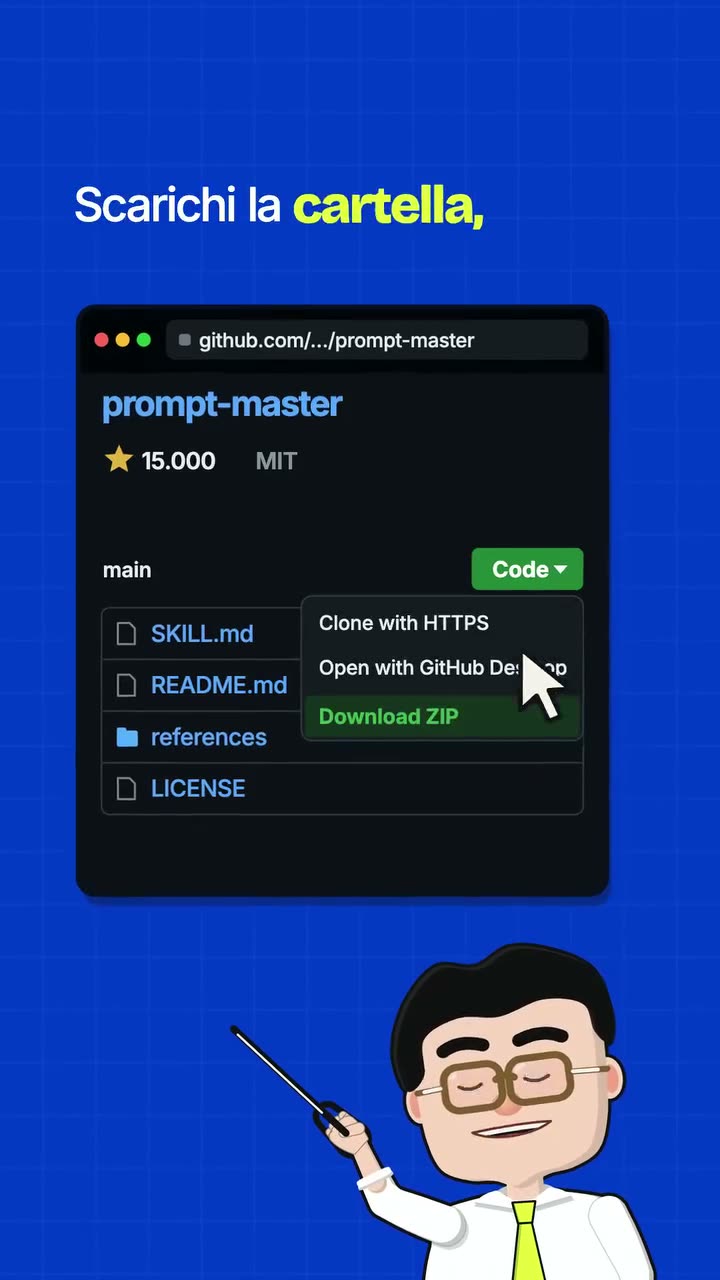 Scarichi la cartella,
github.com/.../prompt-master
prompt-master
15.000 MIT
main
Code
Clone with HTTPS
Open with GitHub
Download ZIP
SKILL.md
README.md
references
LICENSE